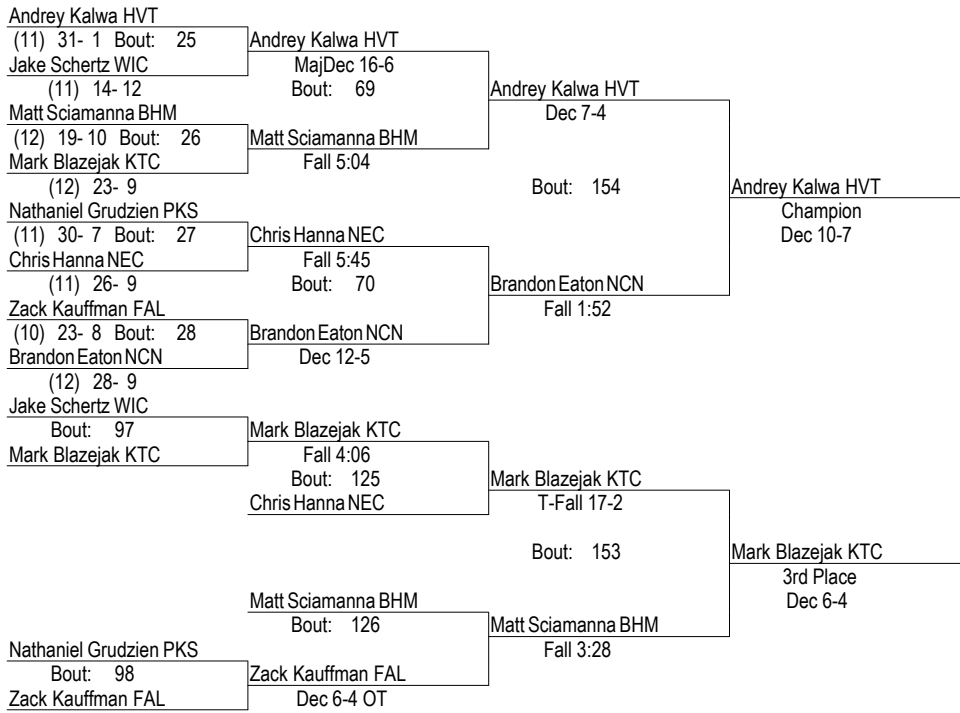 Andrey Kalwa HVT
(11) 31- 1 Bout: 25 Andrey Kalwa HVT
Jake Schertz WIC MajDec 16-6
(11) 14- 12 Bout: 69 Andrey Kalwa HVT
Matt Sciamanna BHM Dec 7-4
(12) 19- 10 Bout: 26 Matt Sciamanna BHM
Mark Blazejak KTC Fall 5:04
(12) 23- 9 Bout: 154 Andrey Kalwa HVT
Nathaniel Grudzien PKS Champion
(11) 30- 7 Bout: 27 Chris Hanna NEC Dec 10-7
Chris Hanna NEC Fall 5:45
(11) 26- 9 Bout: 70 Brandon Eaton NCN
Zack Kauffman FAL Fall 1:52
(10) 23- 8 Bout: 28 Brandon Eaton NCN
Brandon Eaton NCN Dec 12-5
(12) 28- 9
Jake Schertz WIC
Bout: 97 Mark Blazejak KTC
Mark Blazejak KTC Fall 4:06
Bout: 125 Mark Blazejak KTC
Chris Hanna NEC T-Fall 17-2
Bout: 153 Mark Blazejak KTC
3rd Place
Matt Sciamanna BHM Dec 6-4
Bout: 126 Matt Sciamanna BHM
Nathaniel Grudzien PKS Fall 3:28
Bout: 98 Zack Kauffman FAL
Zack Kauffman FAL Dec 6-4 OT